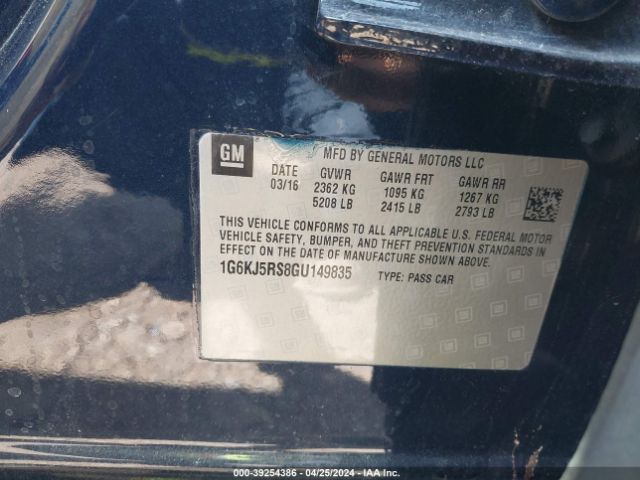 GM
MFD BY GENERAL MOTORS LLC
DATE GVWR GAWR FRT GAWR RR
03/16 2362 KG 1095 KG 1267 KG
5208 LB 2415 LB 2793 LB
THIS VEHICLE CONFORMS TO ALL APPLICABLE U.S. FEDERAL MOTOR
VEHICLE SAFETY, BUMPER, AND THEFT PREVENTION STANDARDS IN
EFFECT ON THE DATE OF MANUFACTURE SHOWN ABOVE.
1G6KJ5RS8GU149835 TYPE: PASS CAR
000-39254386 - 04/25/2024 - IAA Inc.